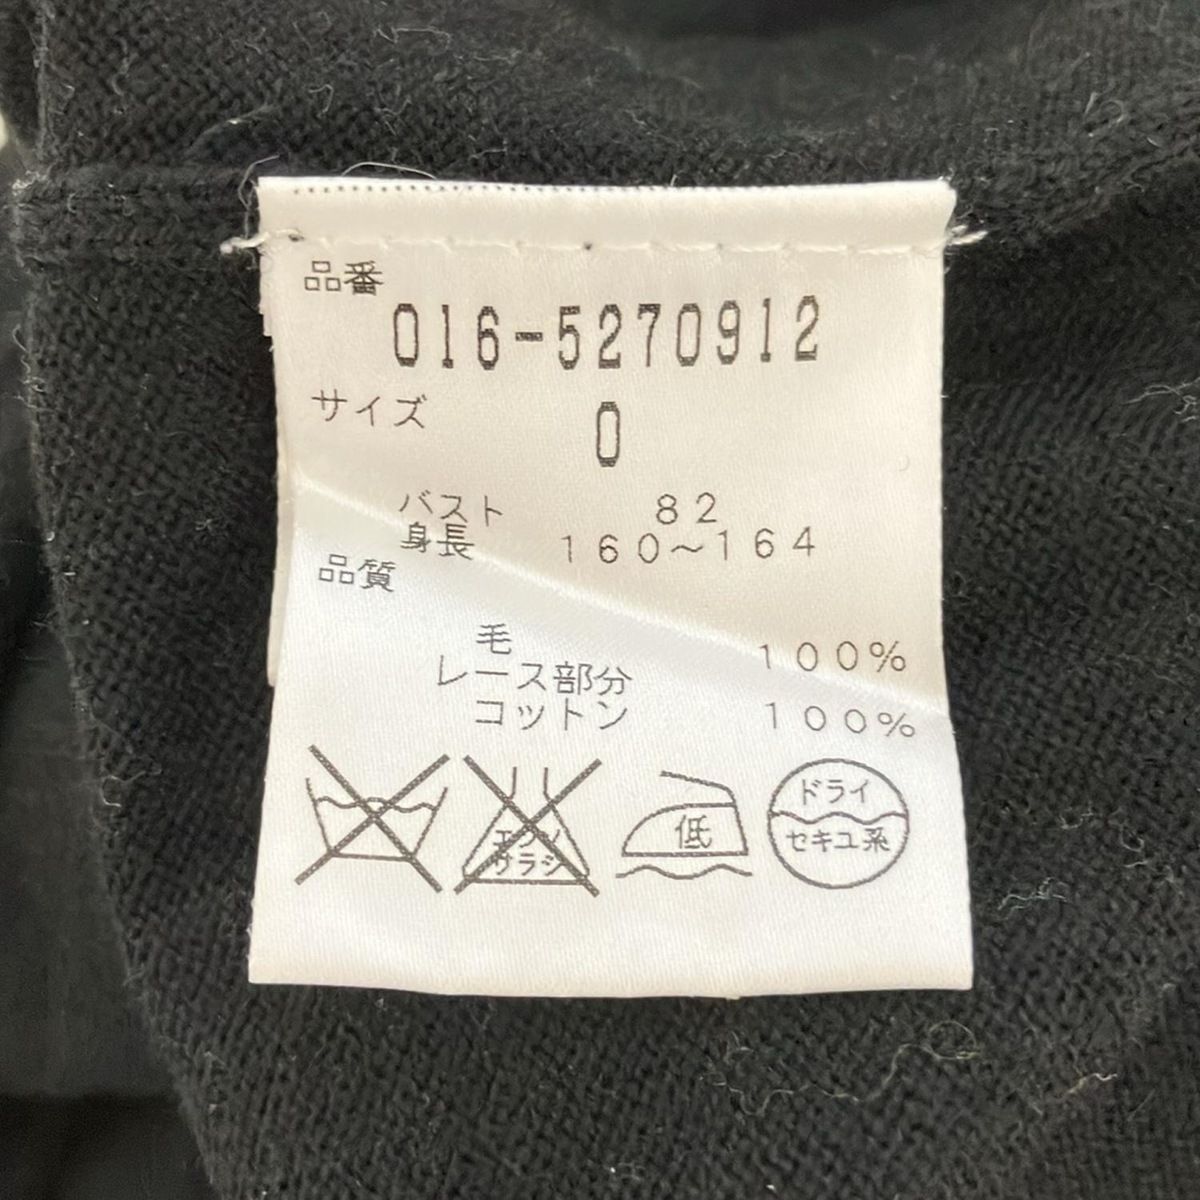 品番
016-5270912
サイズ 0
バスト 82
身長 160～164
品質
毛 100%
レース部分
コットン 100%
エンソ
サラシ
低
ドライ
セキユ系